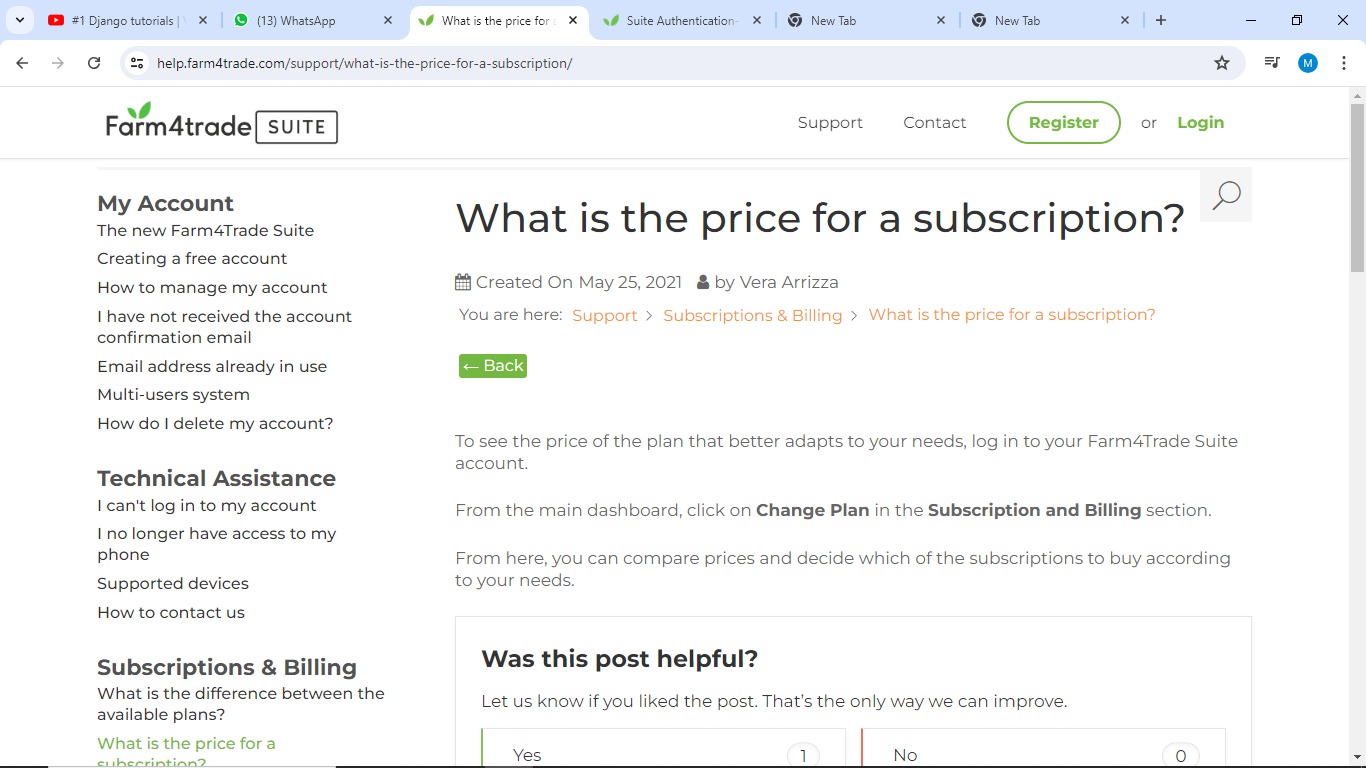 #1 Django tutorials |
(13) WhatsApp
What is the price for
Suite Authentication
New Tab
New Tab
help.farm4trade.com/support/what-is-the-price-for-a-subscription/
M
Farm4trade SUITE
Support
Contact
Register
or
Login
My Account
The new Farm4Trade Suite
Creating a free account
How to manage my account
I have not received the account
confirmation email
Email address already in use
Multi-users system
How do I delete my account?
Technical Assistance
I can't log in to my account
I no longer have access to my
phone
Supported devices
How to contact us
Subscriptions & Billing
What is the difference between the
available plans?
What is the price for a
subscription?
What is the price for a subscription?
Created On May 25, 2021 by Vera Arrizza
You are here: Support > Subscriptions & Billing > What is the price for a subscription?
← Back
To see the price of the plan that better adapts to your needs, log in to your Farm4Trade Suite
account.
From the main dashboard, click on Change Plan in the Subscription and Billing section.
From here, you can compare prices and decide which of the subscriptions to buy according
to your needs.
Was this post helpful?
Let us know if you liked the post. That’s the only way we can improve.
Yes 1
No 0